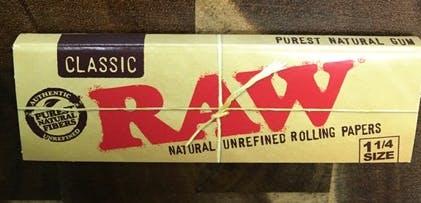 PUREST NATURAL GUM
CLASSIC
RAW
AUTHENTIC
PURE
NATURAL
FIBERS
UNREFINED
NATURAL UNREFINED ROLLING PAPERS
1 1/4
SIZE